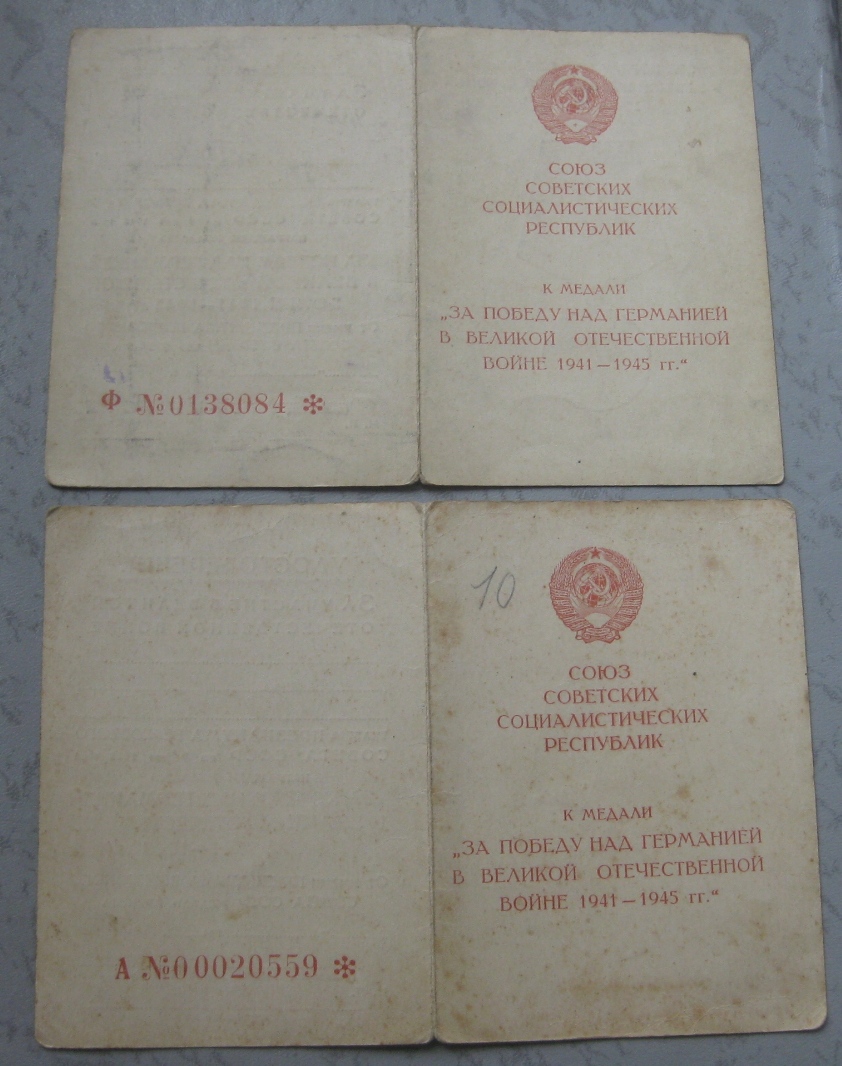 СОЮЗ
СОВЕТСКИХ
СОЦИАЛИСТИЧЕСКИХ
РЕСПУБЛИК
К МЕДАЛИ
„ЗА ПОБЕДУ НАД ГЕРМАНИЕЙ
В ВЕЛИКОЙ ОТЕЧЕСТВЕННОЙ
ВОЙНЕ 1941 — 1945 гг.“
Ф №0138084 *
10
СОЮЗ
СОВЕТСКИХ
СОЦИАЛИСТИЧЕСКИХ
РЕСПУБЛИК
К МЕДАЛИ
„ЗА ПОБЕДУ НАД ГЕРМАНИЕЙ
В ВЕЛИКОЙ ОТЕЧЕСТВЕННОЙ
ВОЙНЕ 1941 — 1945 гг.“
А №00020559 *